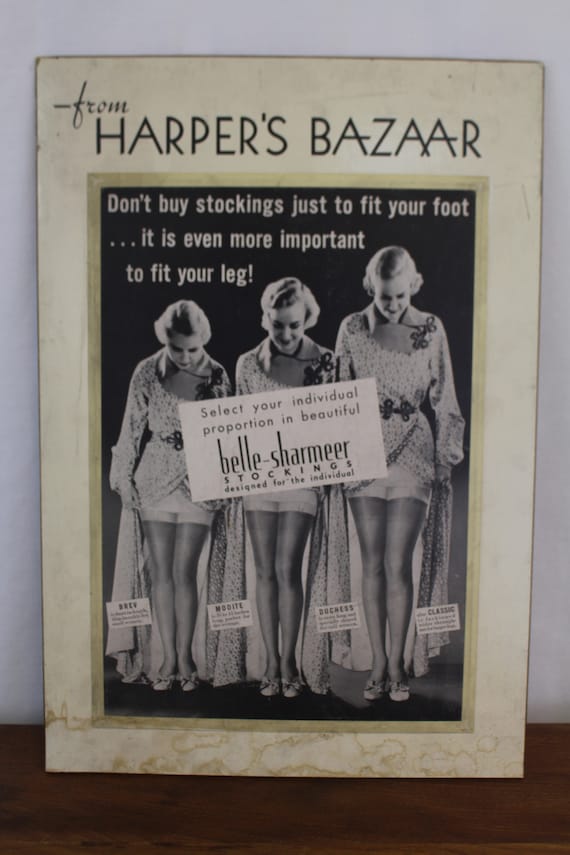 from
HARPER'S BAZAAR
Don't buy stockings just to fit your foot
...it is even more important
to fit your leg!
Select your individual
proportion in beautiful
belle-sharmeer
STOCKINGS
designed for the individual
BREV
MODITE
DUCHESS
CLASSIC